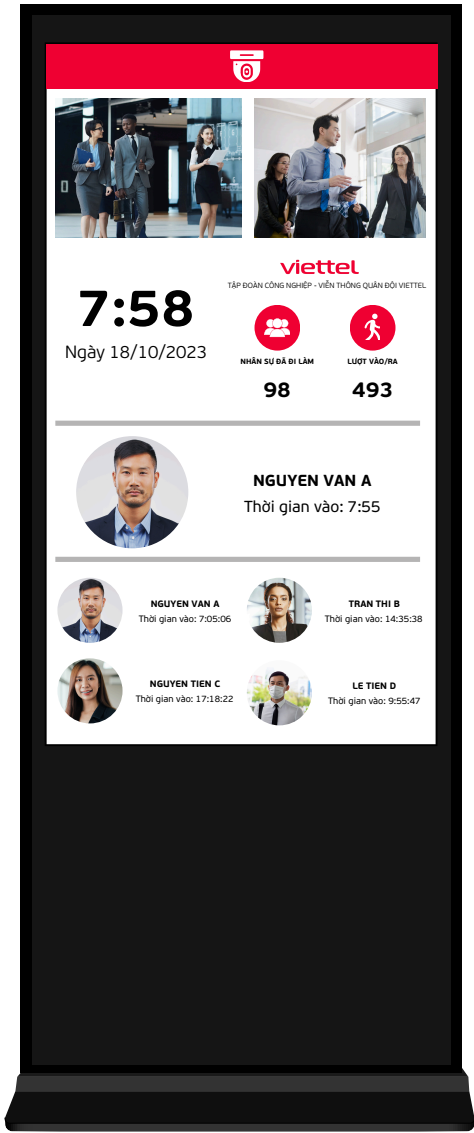 7:58
Ngày 18/10/2023
viettel
TẬP ĐOÀN CÔNG NGHIỆP - VIỄN THÔNG QUÂN ĐỘI VIETTEL
NHÂN SỰ ĐÃ ĐI LÀM
98
LƯỢT VÀO/RA
493
NGUYEN VAN A
Thời gian vào: 7:55
NGUYEN VAN A
Thời gian vào: 7:05:06
TRAN THI B
Thời gian vào: 14:35:38
NGUYEN TIEN C
Thời gian vào: 17:18:22
LE TIEN D
Thời gian vào: 9:55:47